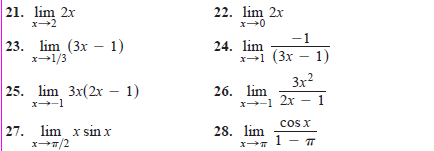 21. lim x→2 2x
22. lim x→0 2x
23. lim x→1/3 (3x − 1)
24. lim x→1 −1/(3x − 1)
25. lim x→−1 3x(2x − 1)
26. lim x→−1 3x²/(2x − 1)
27. lim x→π/2 x sin x
28. lim x→π cos x/(1 − π)